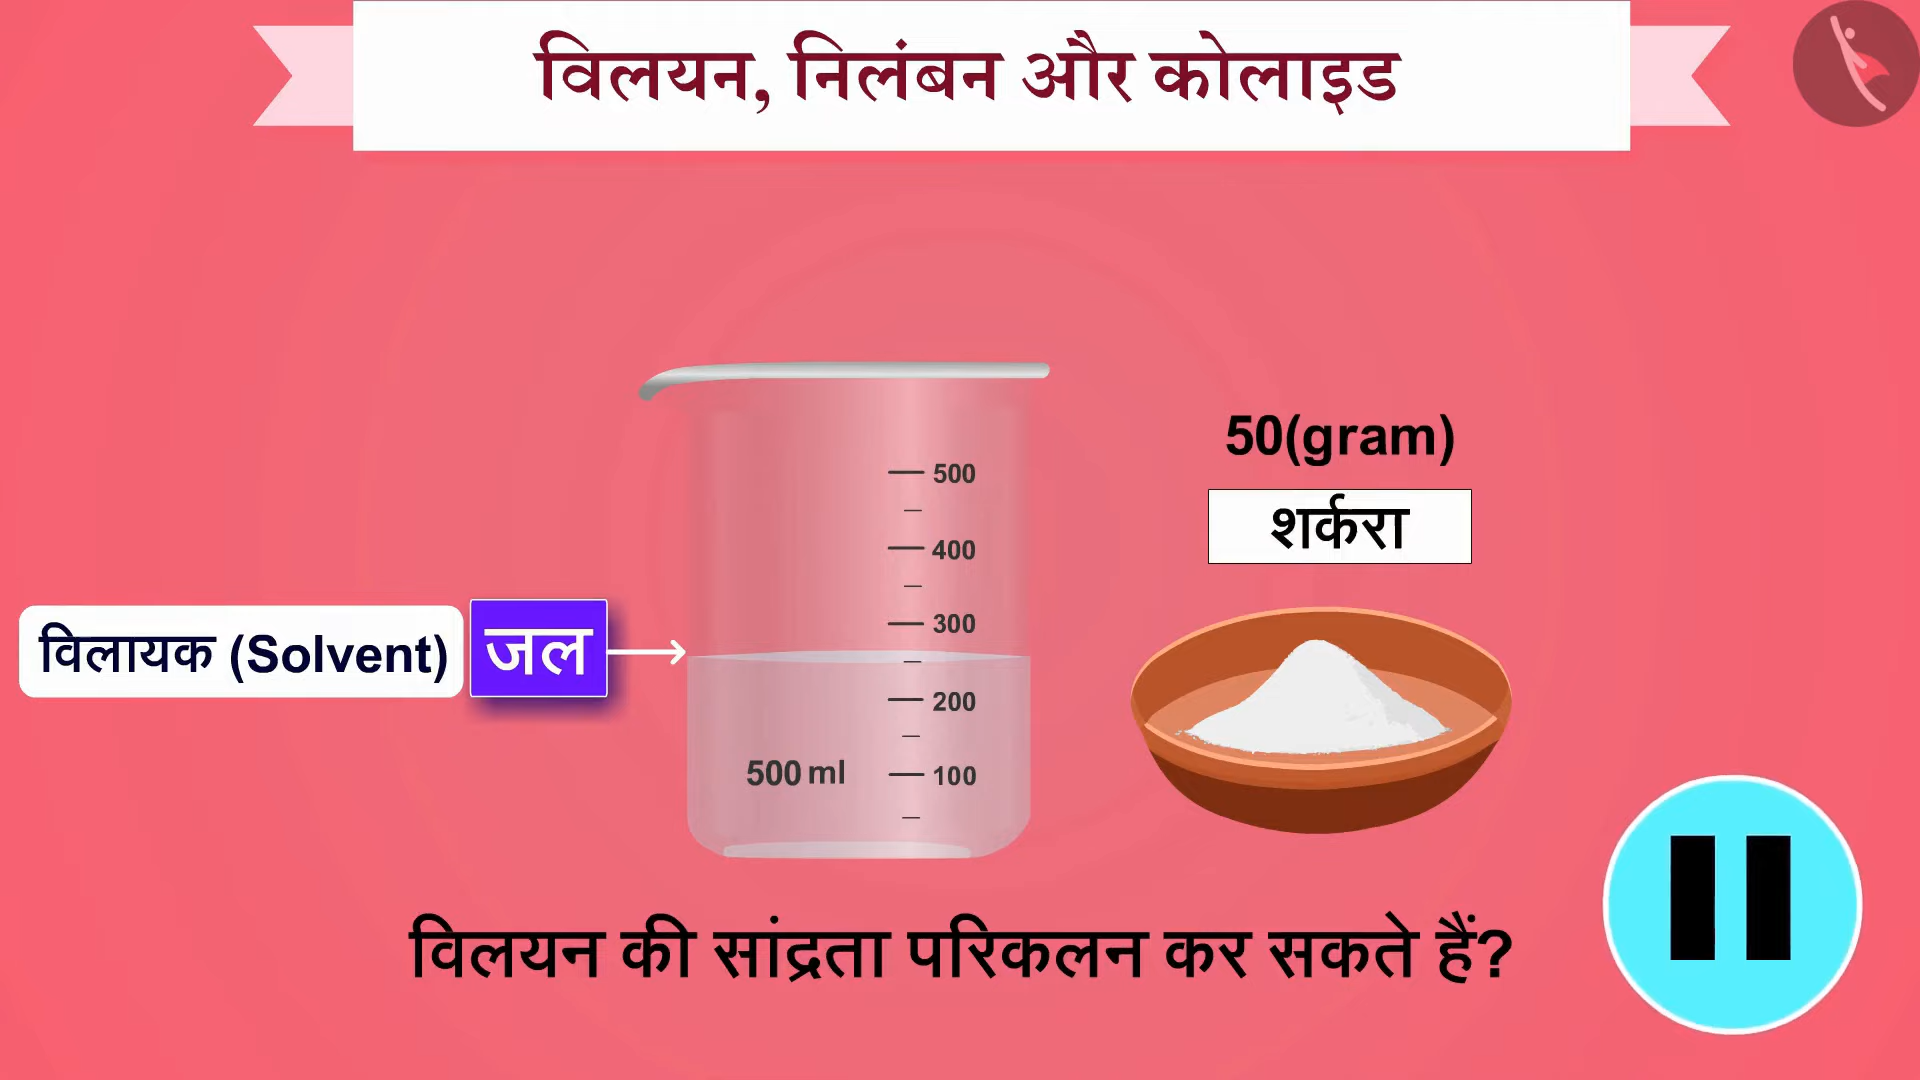 विलयन, निलंबन और कोलाइड
50(gram)
शर्करा
500
400
300
200
100
500 ml
विलायक (Solvent) जल
विलयन की सांद्रता परिकलन कर सकते हैं?